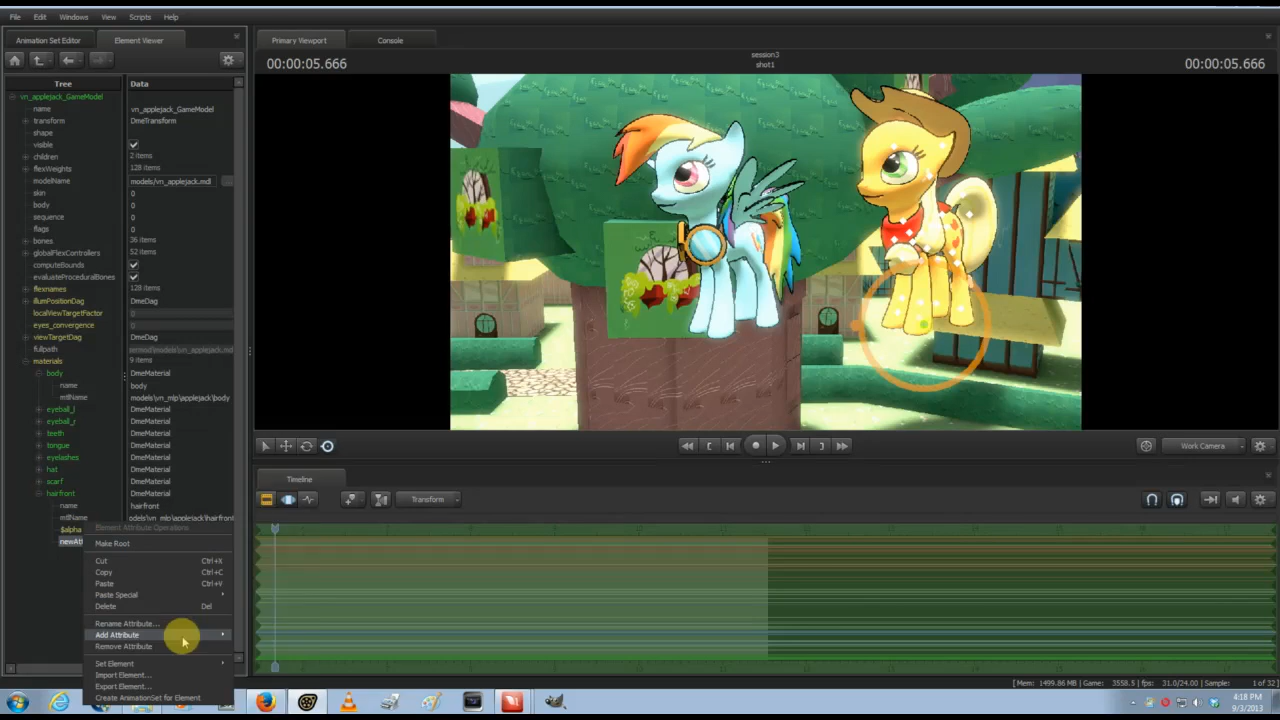 File Edit Windows View Scripts Help
Animation Set Editor Element Viewer Primary Viewport Console
session3
shot1
00:00:05.666 00:00:05.666
Tree Data
vn_applejack_GameModel
name vn_applejack_GameModel
transform DmeTransform
shape
visible
children 2 items
flexWeights 128 items
modelName models/vn_applejack.mdl
skin 0
body 0
sequence 0
flags 0
bones 36 items
globalFlexControllers 52 items
computeBounds
evaluateProceduralBones
flexnames 128 items
illumPositionDag DmeDag
localViewTargetFactor 0
eyes_convergence 0
viewTargetDag DmeDag
fullpath ermod\models\vn_applejack.md
materials 9 items
body DmeMaterial
name body
mtlName models\vn_mlp\applejack\body
eyeball_l DmeMaterial
eyeball_r DmeMaterial
teeth DmeMaterial
tongue DmeMaterial
eyelashes DmeMaterial
hat DmeMaterial
scarf DmeMaterial
hairfront DmeMaterial
name hairfront
mtlName odels\vn_mlp\applejack\hairfront
$alpha
newAtt
Element Attribute Operations
Make Root
Cut Ctrl+X
Copy Ctrl+C
Paste Ctrl+V
Paste Special
Delete Del
Rename Attribute...
Add Attribute
Remove Attribute
Set Element
Import Element...
Export Element...
Create AnimationSet for Element
Work Camera
Timeline
Transform
[ Mem: 1499.86 MB ] Game: 3558.5 | fps: 31.0/24.00 | Sample: 1 of 32 ]
4:18 PM
9/3/2013